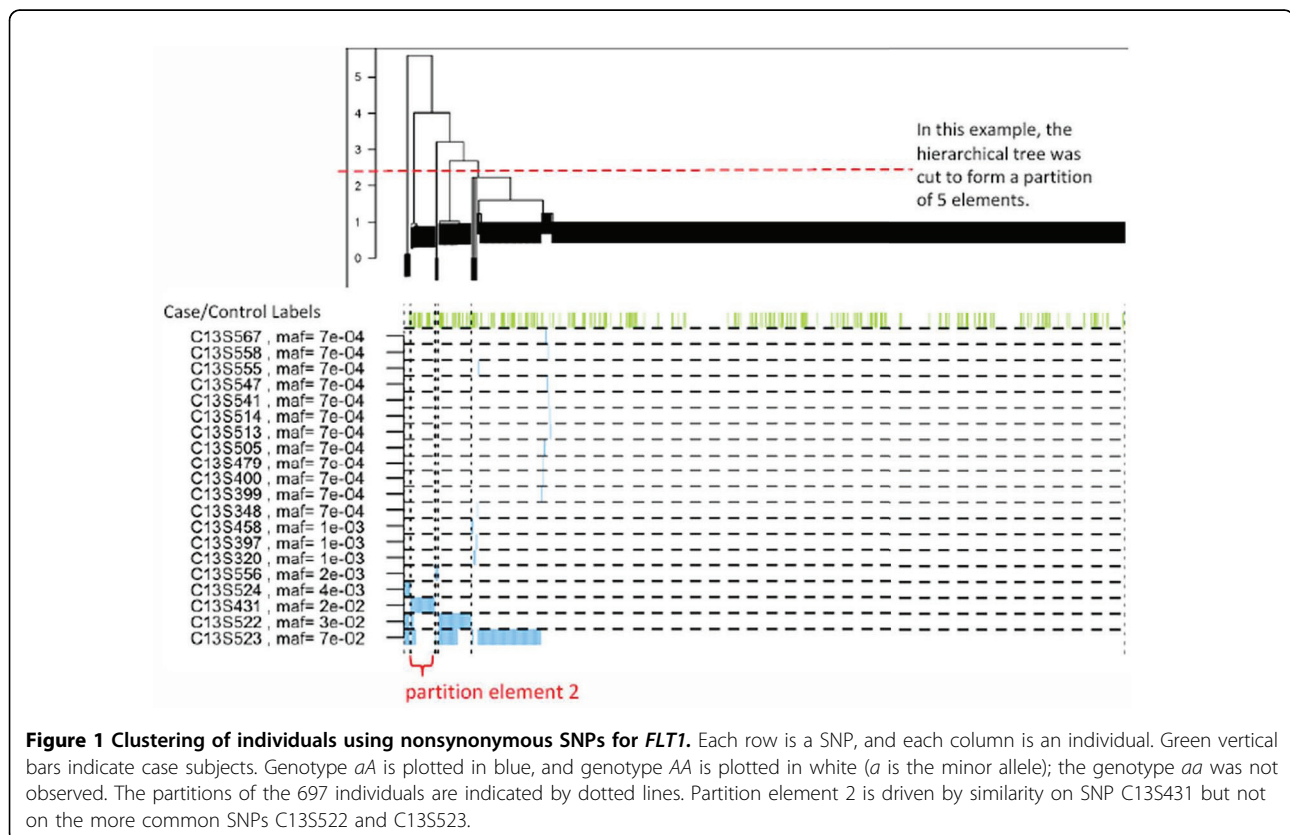 5
4
3
2
1
0
In this example, the
hierarchical tree was
cut to form a partition
of 5 elements.
Case/Control Labels
C13S567 , maf= 7e-04
C13S558 , maf= 7e-04
C13S555 , maf= 7e-04
C13S547 , maf= 7e-04
C13S541 , maf= 7e-04
C13S514 , maf= 7e-04
C13S513 , maf= 7e-04
C13S505 , maf= 7e-04
C13S479 , maf= 7e-04
C13S400 , maf= 7e-04
C13S399 , maf= 7e-04
C13S348 , maf= 7e-04
C13S458 , maf= 1e-03
C13S397 , maf= 1e-03
C13S320 , maf= 1e-03
C13S556 , maf= 2e-03
C13S524 , maf= 4e-03
C13S431 , maf= 2e-02
C13S522 , maf= 3e-02
C13S523 , maf= 7e-02
partition element 2
Figure 1 Clustering of individuals using nonsynonymous SNPs for FLT1. Each row is a SNP, and each column is an individual. Green vertical
bars indicate case subjects. Genotype aA is plotted in blue, and genotype AA is plotted in white (a is the minor allele); the genotype aa was not
observed. The partitions of the 697 individuals are indicated by dotted lines. Partition element 2 is driven by similarity on SNP C13S431 but not
on the more common SNPs C13S522 and C13S523.